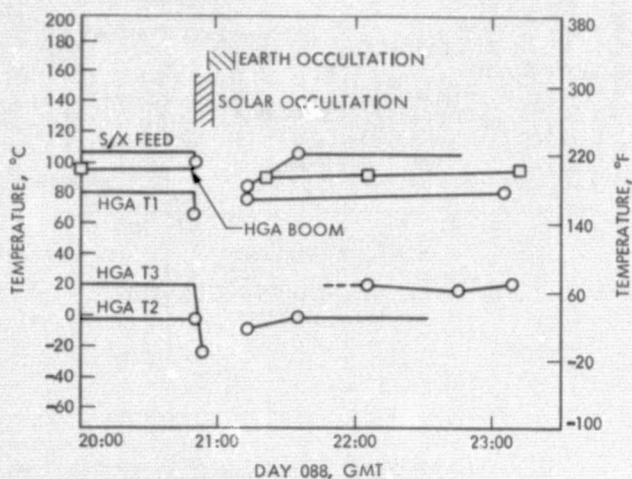 200
180
160
140
120
100
80
60
40
20
0
-20
-40
-60
TEMPERATURE, °C
380
300
220
140
60
-20
-100
TEMPERATURE, °F
EARTH OCCULTATION
SOLAR OCCULTATION
S/X FEED
HGA T1
HGA BOOM
HGA T3
HGA T2
20:00
21:00
22:00
23:00
DAY 088, GMT